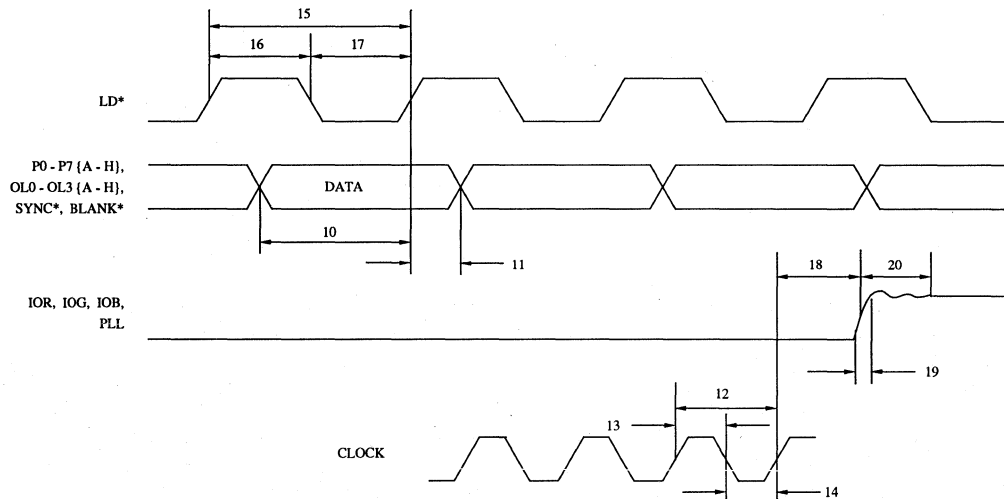 15
16
17
LD*
P0 - P7 {A - H},
OL0 - OL3 {A - H},
SYNC*, BLANK*
DATA
10
11
18
20
IOR, IOG, IOB,
PLL
19
12
13
CLOCK
14